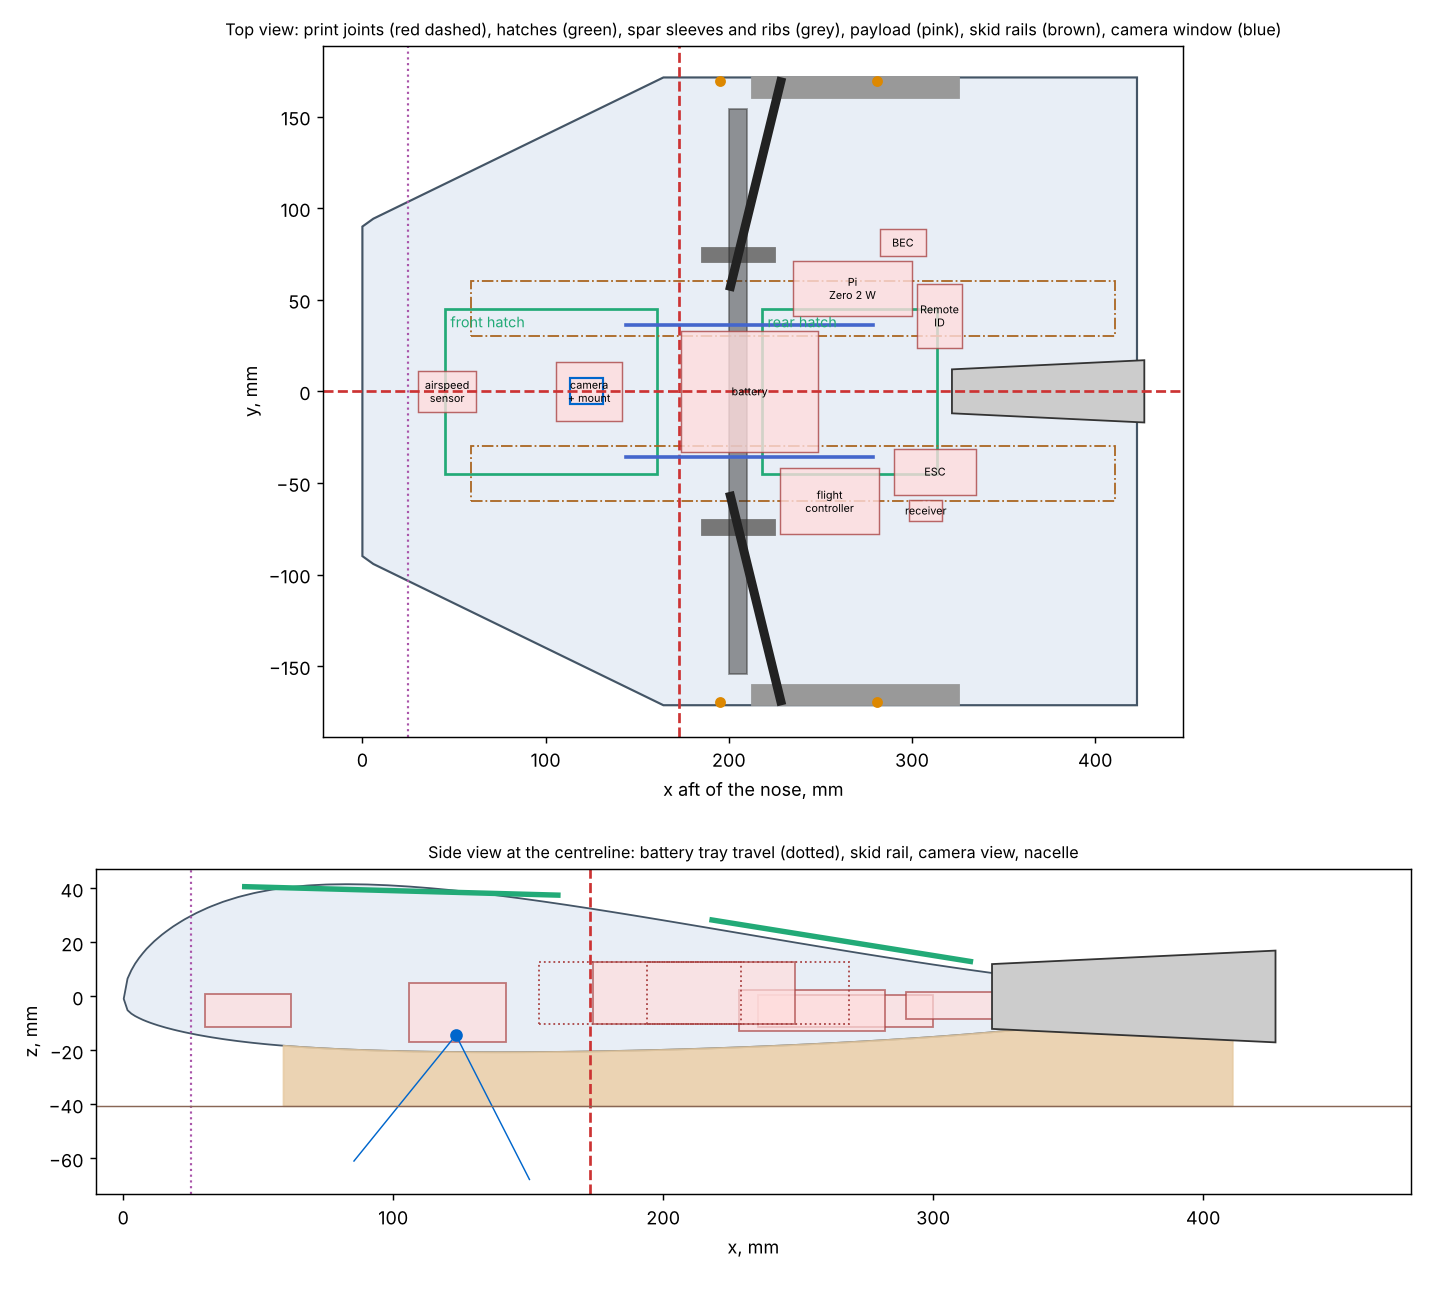 Top view: print joints (red dashed), hatches (green), spar sleeves and ribs (grey), payload (pink), skid rails (brown), camera window (blue)
150
100
50
0
−50
−100
−150
y, mm
BEC
Pi
Zero 2 W
Remote
ID
front hatch
rear hatch
airspeed
sensor
camera
+ mount
battery
ESC
flight
controller
receiver
0
100
200
300
400
x aft of the nose, mm
Side view at the centreline: battery tray travel (dotted), skid rail, camera view, nacelle
40
20
0
−20
−40
−60
z, mm
0
100
200
300
400
x, mm